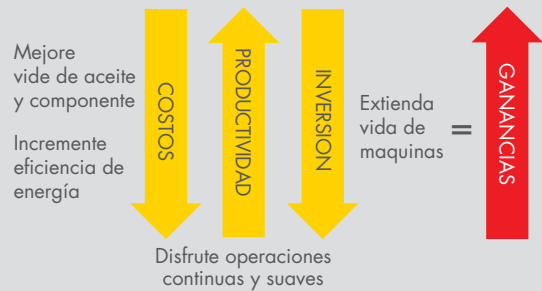 Mejore
vide de aceite
y componente
Incremente
eficiencia de
energía
COSTOS
PRODUCTIVIDAD
INVERSION
Extienda
vida de
maquinas
=
GANANCIAS
Disfrute operaciones
continuas y suaves